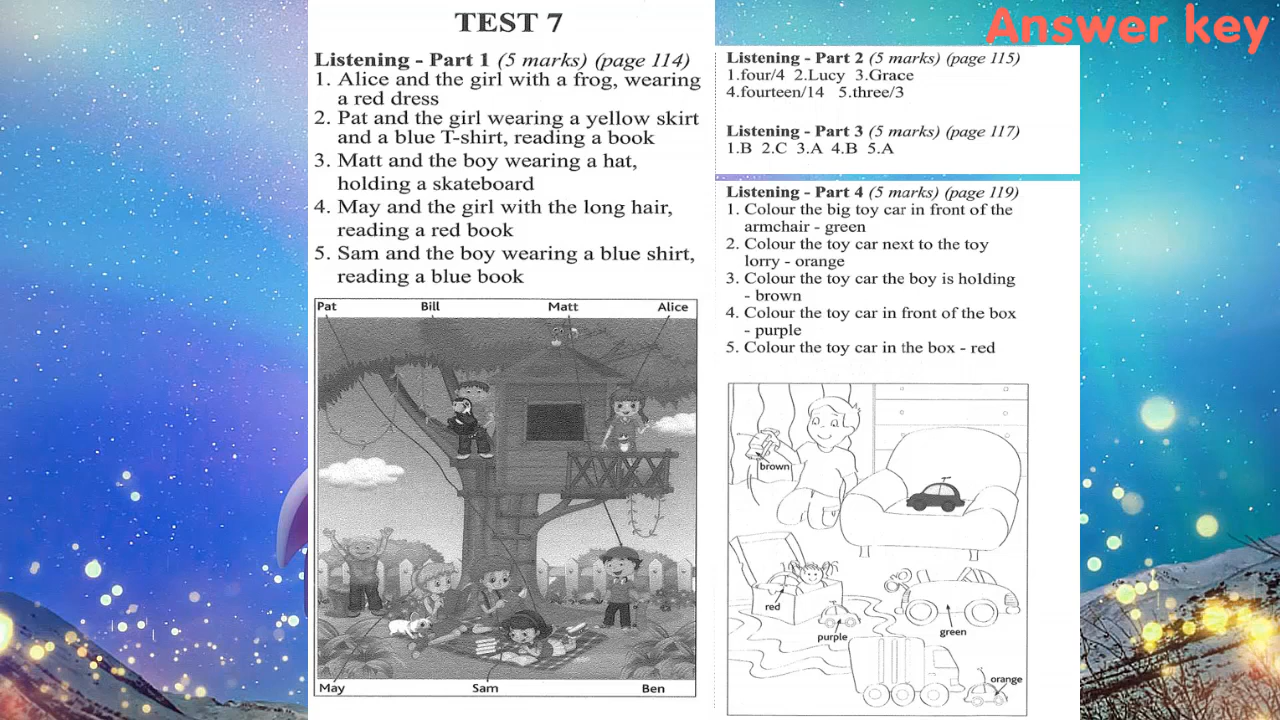 TEST 7
Listening - Part 1 (5 marks) (page 114)
1. Alice and the girl with a frog, wearing
a red dress
2. Pat and the girl wearing a yellow skirt
and a blue T-shirt, reading a book
3. Matt and the boy wearing a hat,
holding a skateboard
4. May and the girl with the long hair,
reading a red book
5. Sam and the boy wearing a blue shirt,
reading a blue book
Pat Bill Matt Alice
May Sam Ben
Answer key
Listening - Part 2 (5 marks) (page 115)
1.four/4 2.Lucy 3.Grace
4.fourteen/14 5.three/3
Listening - Part 3 (5 marks) (page 117)
1.B 2.C 3.A 4.B 5.A
Listening - Part 4 (5 marks) (page 119)
1. Colour the big toy car in front of the
armchair - green
2. Colour the toy car next to the toy
lorry - orange
3. Colour the toy car the boy is holding
- brown
4. Colour the toy car in front of the box
- purple
5. Colour the toy car in the box - red
brown
red
purple
green
orange